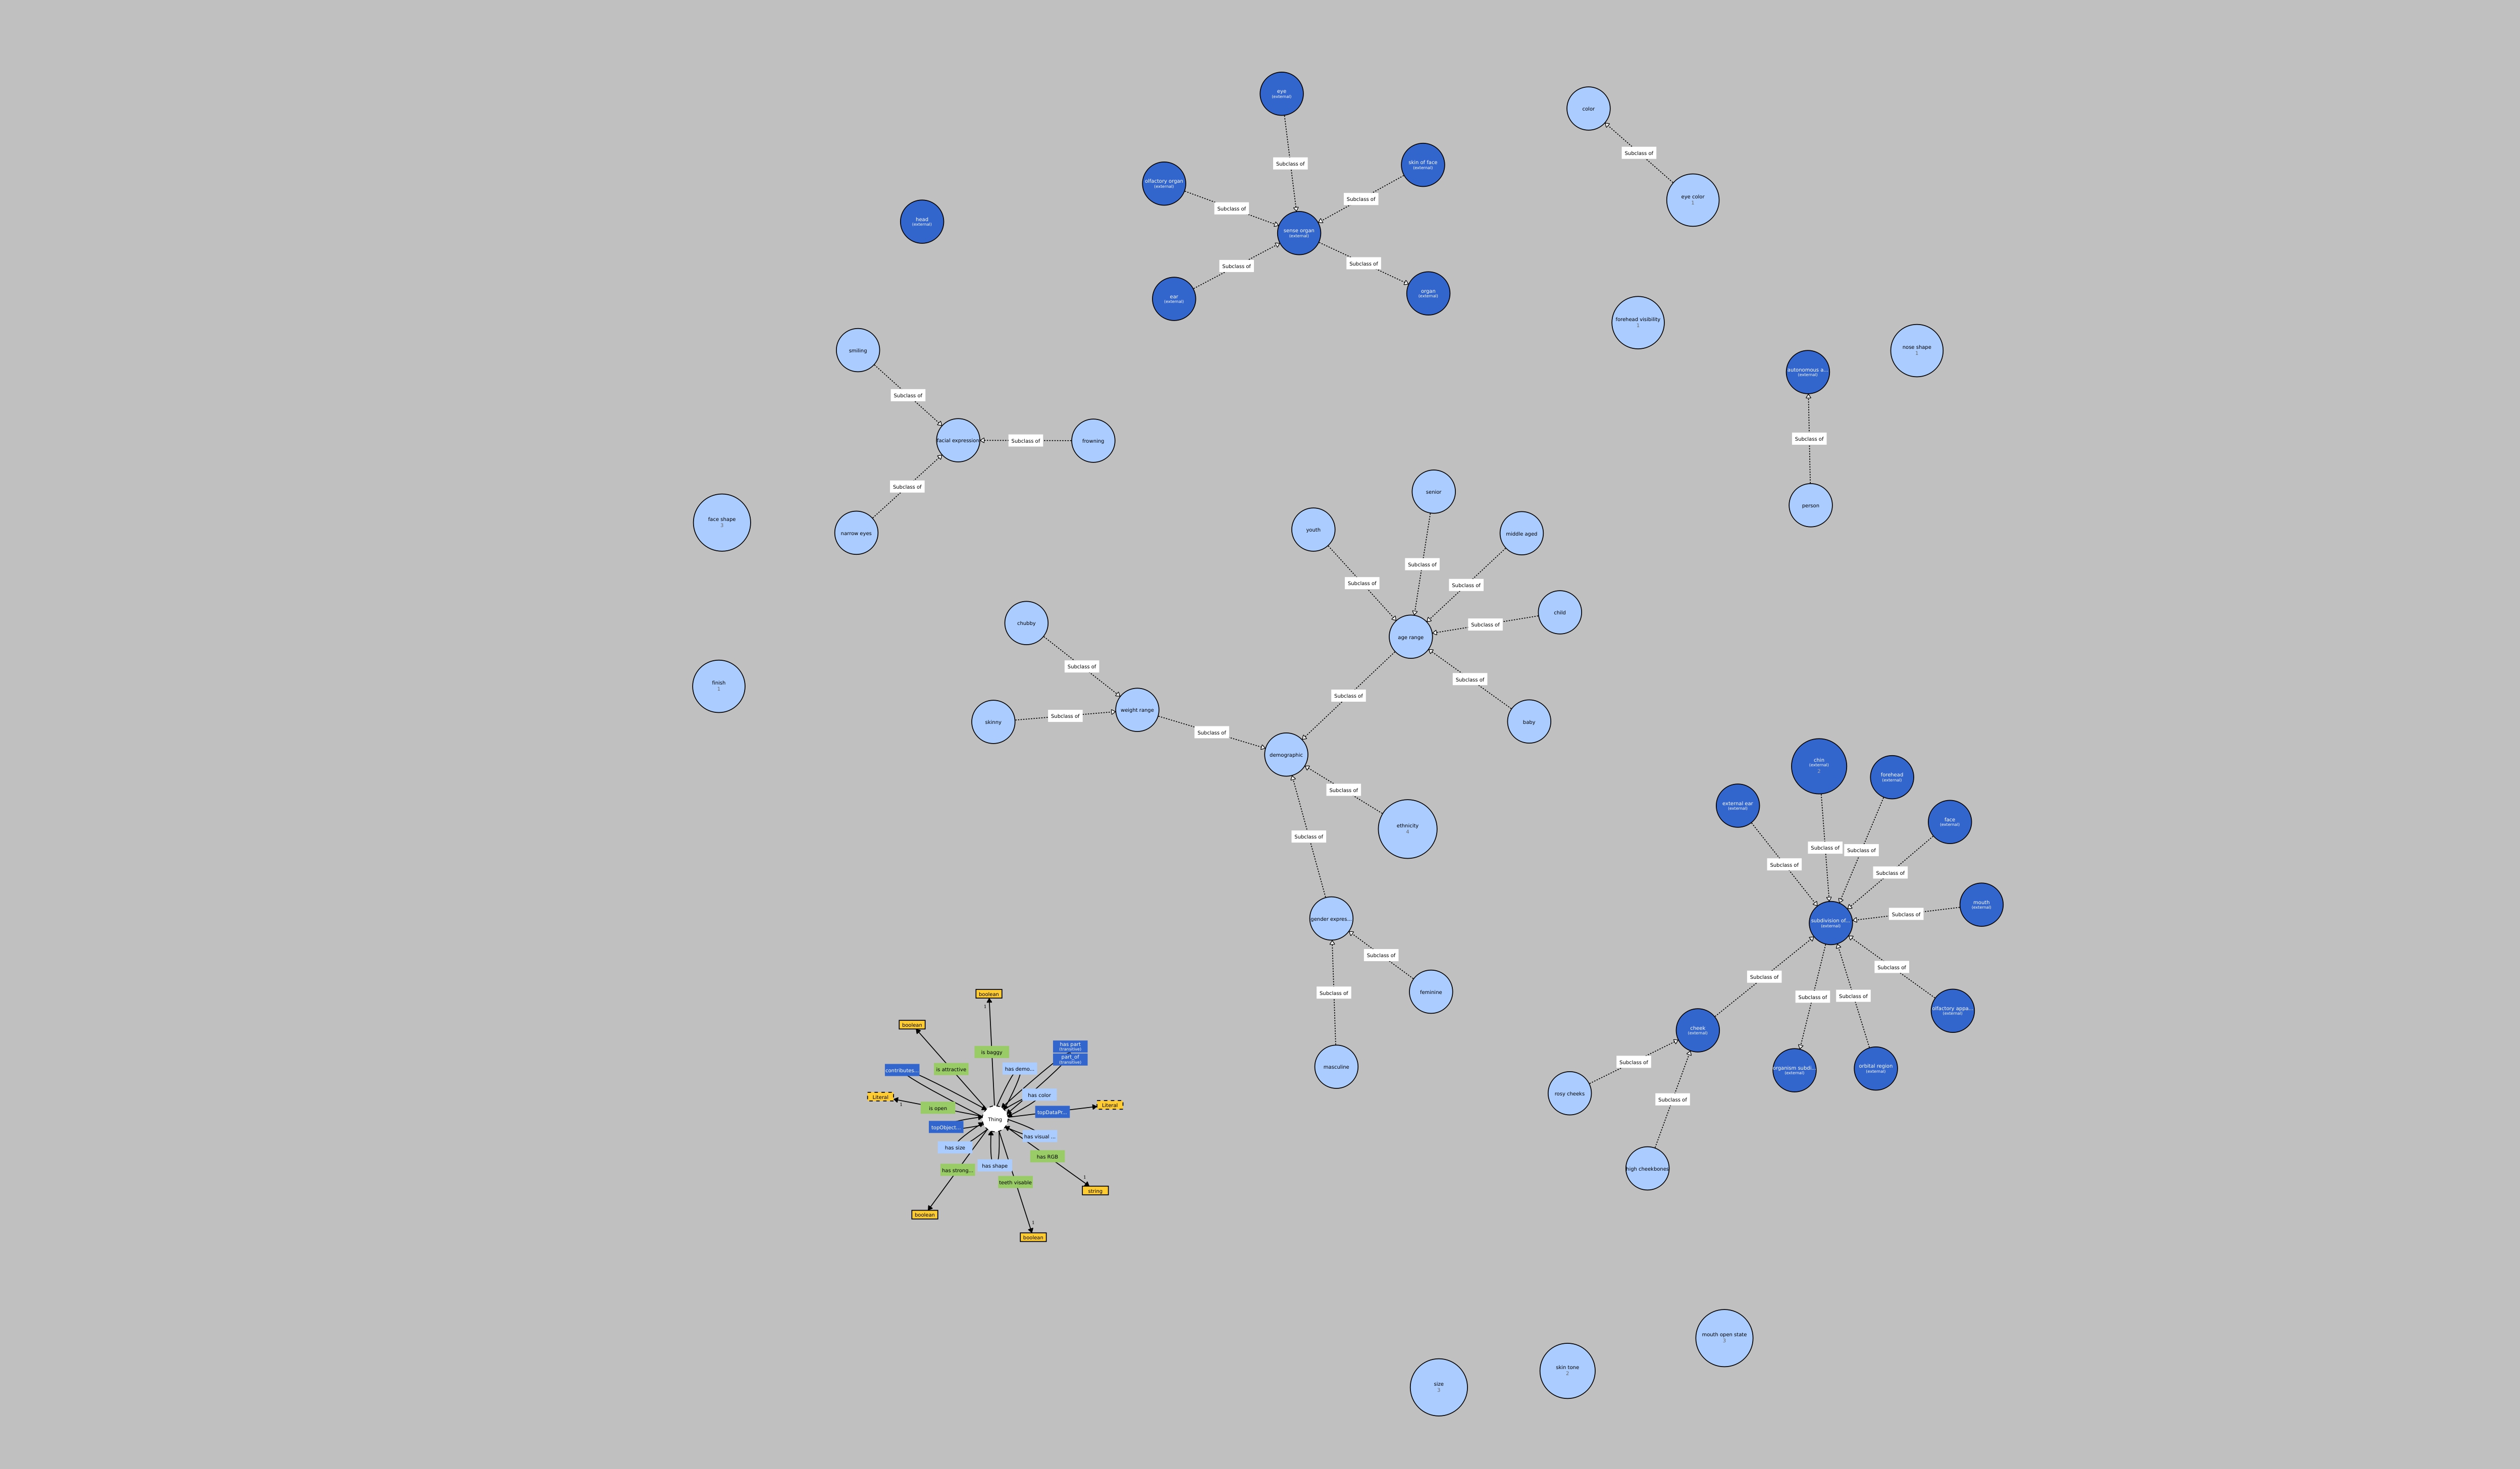 eye
(external)
color
Subclass of
Subclass of
skin of face
(external)
olfactory organ
(external)
Subclass of
Subclass of
eye color
1
head
(external)
sense organ
(external)
Subclass of
Subclass of
ear
(external)
organ
(external)
forehead visibility
1
smiling
nose shape
1
autonomous a...
(external)
Subclass of
facial expression
Subclass of
frowning
Subclass of
Subclass of
senior
person
face shape
narrow eyes
youth
middle aged
Subclass of
Subclass of
Subclass of
child
chubby
Subclass of
age range
Subclass of
Subclass of
finish
1
Subclass of
weight range
skinny
Subclass of
baby
Subclass of
demographic
chin
(external)
2
forehead
(external)
Subclass of
external ear
(external)
face
(external)
ethnicity
4
Subclass of
Subclass of
Subclass of
Subclass of
Subclass of
mouth
(external)
Subclass of
gender expres...
subdivision of...
(external)
Subclass of
Subclass of
Subclass of
feminine
Subclass of
boolean
1
Subclass of
Subclass of
olfactory appa...
(external)
boolean
cheek
(external)
has part
(transitive)
is baggy
part_of
(transitive)
Subclass of
masculine
organism subdi...
(external)
orbital region
(external)
contributes...
is attractive
has demo...
rosy cheeks
Literal
1
has color
Subclass of
is open
topDataPr...
Literal
Thing
topObject...
has visual ...
has size
has RGB
has shape
has strong...
high cheekbones
teeth visable
1
string
boolean
1
boolean
mouth open state
3
skin tone
2
size
3